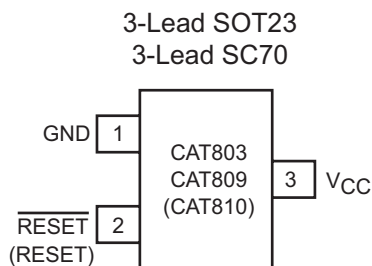 3-Lead SOT23
3-Lead SC70
GND 1
CAT803
CAT809
(CAT810)
3 VCC
RESET 2
(RESET)